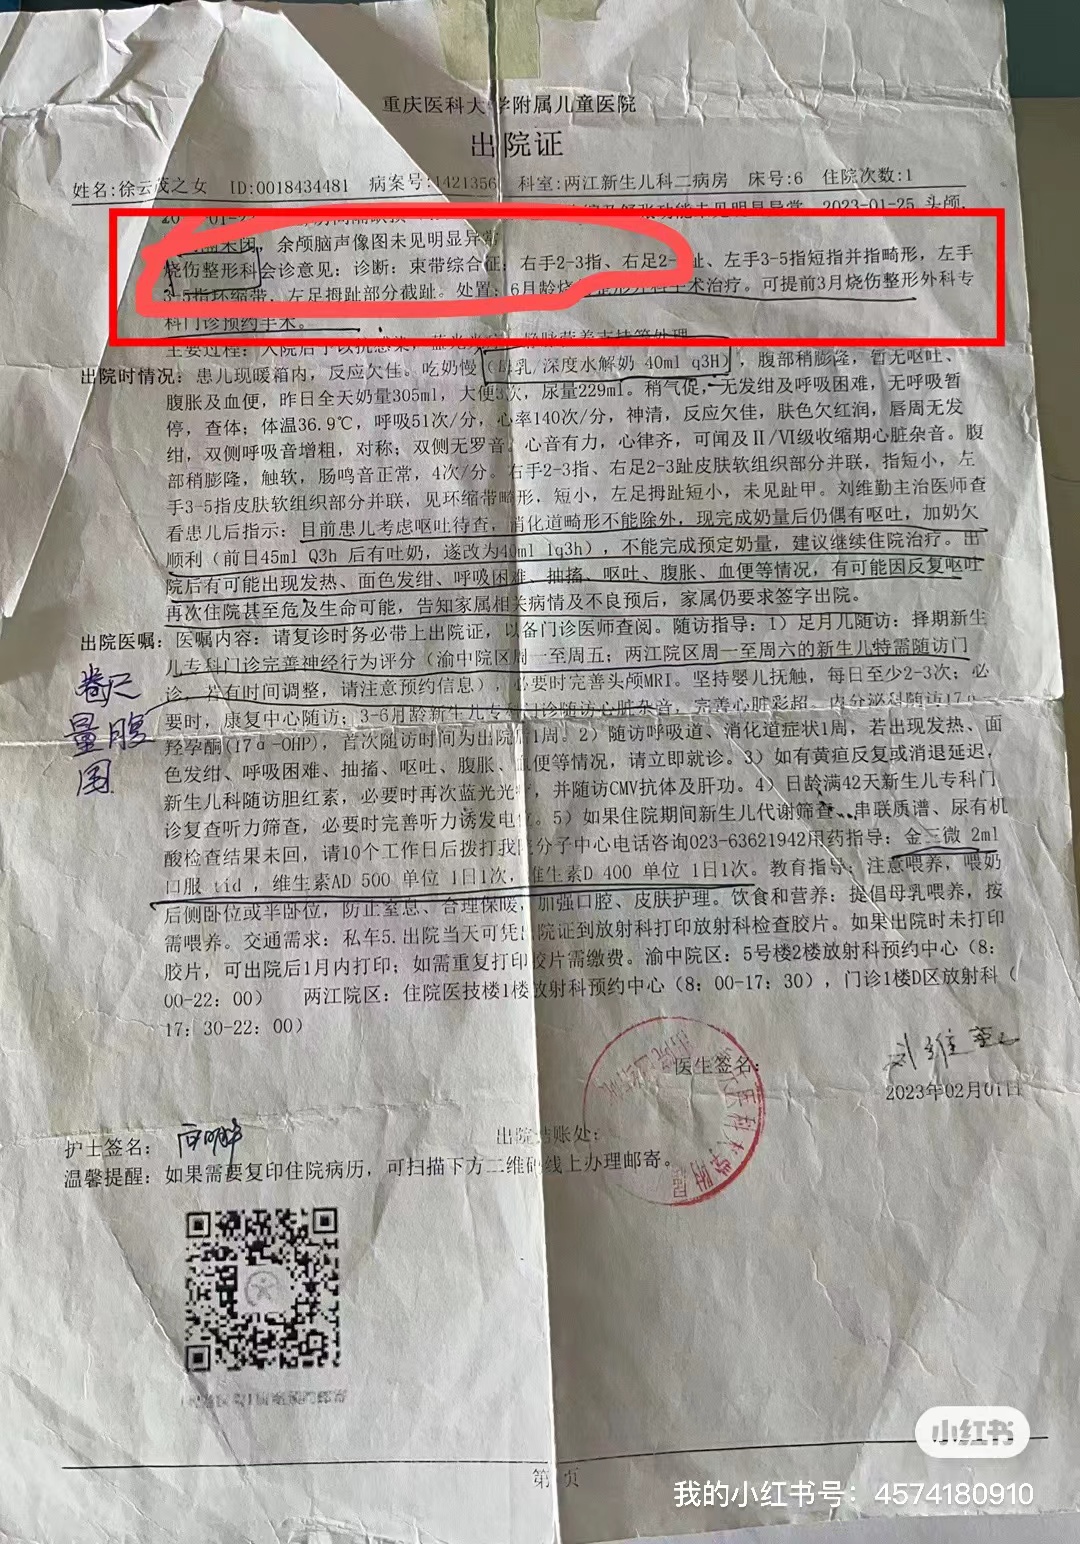 重庆医科大学附属儿童医院
出院证
姓名:徐云茂之女 ID:0018434481 病案号:1421356 科室:两江新生儿科二病房 床号:6 住院次数:1
未见明显异常 2023-01-25 头颅
未闭，余颅脑声像图未见明显异常
烧伤整形科会诊意见：诊断：束带综合征：右手2-3指、右足2- 趾、左手3-5指短指并指畸形，左手
3-5指环缩带，左足拇趾部分截趾。处置：6月龄烧 手术治疗。可提前3月烧伤整形外科专
科门诊预约手术。
主要过程：入院后予以抗感染，
出院时情况：患儿现暖箱内，反应欠佳。吃奶慢（母乳/深度水解奶 40ml q3H），腹部稍膨隆，暂无呕吐、
腹胀及血便，昨日全天奶量305ml，大便3次，尿量229ml。稍气促，无发绀及呼吸困难，无呼吸暂
停，查体：体温36.9℃，呼吸51次/分，心率140次/分，神清，反应欠佳，肤色欠红润，唇周无发
绀，双侧呼吸音增粗，对称；双侧无罗音，心音有力，心律齐，可闻及Ⅱ/Ⅵ级收缩期心脏杂音。腹
部稍膨隆，触软，肠鸣音正常，4次/分。右手2-3指、右足2-3趾皮肤软组织部分并联，指短小，左
手3-5指皮肤软组织部分并联，见环缩带畸形，短小，左足拇趾短小，未见趾甲。刘维勤主治医师查
看患儿后指示：目前患儿考虑呕吐待查，消化道畸形不能除外，现完成奶量后仍偶有呕吐，加奶欠
顺利（前日45ml Q3h 后有吐奶，遂改为40ml 1q3h），不能完成预定奶量，建议继续住院治疗。出
院后有可能出现发热、面色发绀、呼吸困难、抽搐、呕吐、腹胀、血便等情况，有可能因反复呕吐
再次住院甚至危及生命可能，告知家属相关病情及不良预后，家属仍要求签字出院。
出院医嘱：医嘱内容：请复诊时务必带上出院证，以备门诊医师查阅。随访指导：1）足月儿随访：择期新生
儿专科门诊完善神经行为评分（渝中院区周一至周五；两江院区周一至周六的新生儿特需随访门
诊，若有时间调整，请注意预约信息），必要时完善头颅MRI。坚持婴儿抚触，每日至少2-3次；必
要时，康复中心随访；3-6月龄新生儿专科门诊随访心脏杂音，完善心脏彩超，内分泌科随访17α
羟孕酮(17α-OHP)，首次随访时间为出院后1周。2）随访呼吸道、消化道症状1周，若出现发热、面
色发绀、呼吸困难、抽搐、呕吐、腹胀、血便等情况，请立即就诊。3）如有黄疸反复或消退延迟，
新生儿科随访胆红素，必要时再次蓝光光疗，并随访CMV抗体及肝功。4）日龄满42天新生儿专科门
诊复查听力筛查，必要时完善听力诱发电位。5）如果住院期间新生儿代谢筛查、串联质谱、尿有机
酸检查结果未回，请10个工作日后拨打我院分子中心电话咨询023-63621942用药指导：金三微 2ml
口服 tid ，维生素AD 500 单位 1日1次，维生素D 400 单位 1日1次。教育指导：注意喂养，喂奶
后侧卧位或半卧位，防止窒息、合理保暖，加强口腔、皮肤护理。饮食和营养：提倡母乳喂养，按
需喂养。交通需求：私车5.出院当天可凭出院证到放射科打印放射科检查胶片。如果出院时未打印
胶片，可出院后1月内打印；如需重复打印胶片需缴费。渝中院区：5号楼2楼放射科预约中心（8：
00-22：00） 两江院区：住院医技楼1楼放射科预约中心（8：00-17：30），门诊1楼D区放射科（
17：30-22：00）
卷尺
量腹
围
医生签名：
2023年02月01日
护士签名：
出院结账处：
温馨提醒：如果需要复印住院病历，可扫描下方二维码线上办理邮寄。
第 页
小红书
我的小红书号：4574180910